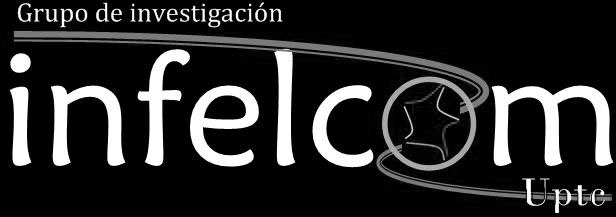 Grupo de investigación
infelcom
Uptc